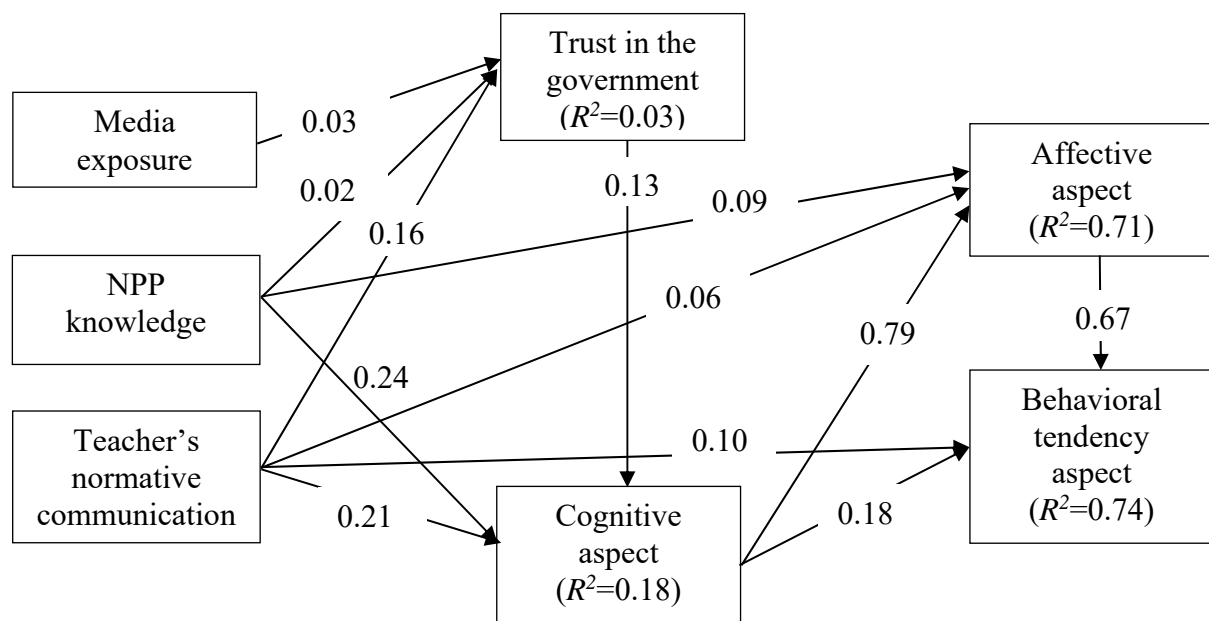 Trust in the
government
(R²=0.03)
Media
exposure
0.03
Affective
aspect
(R²=0.71)
0.02
0.13
0.09
0.16
NPP
knowledge
0.06
0.79
0.67
0.24
Teacher’s
normative
communication
0.10
Behavioral
tendency
aspect
(R²=0.74)
0.21
Cognitive
aspect
(R²=0.18)
0.18